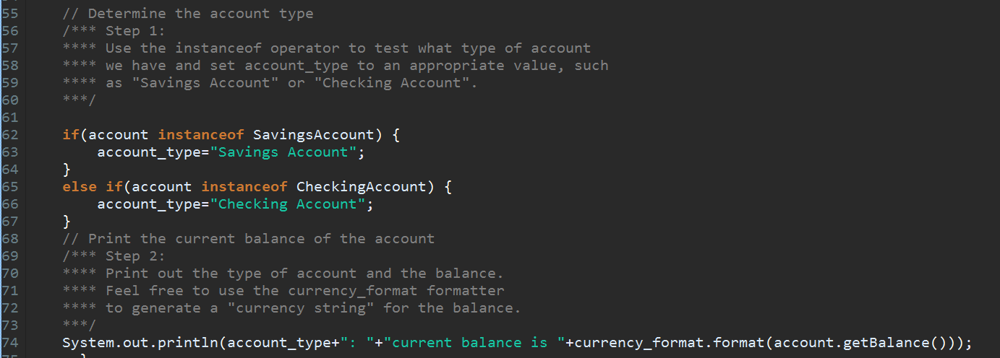 55 // Determine the account type
56 /*** Step 1:
57 **** Use the instanceof operator to test what type of account
58 **** we have and set account_type to an appropriate value, such
59 **** as "Savings Account" or "Checking Account".
60 ***/
61
62 if(account instanceof SavingsAccount) {
63 account_type="Savings Account";
64 }
65 else if(account instanceof CheckingAccount) {
66 account_type="Checking Account";
67 }
68 // Print the current balance of the account
69 /*** Step 2:
70 **** Print out the type of account and the balance.
71 **** Feel free to use the currency_format formatter
72 **** to generate a "currency string" for the balance.
73 ***/
74 System.out.println(account_type+": "+"current balance is "+currency_format.format(account.getBalance()));